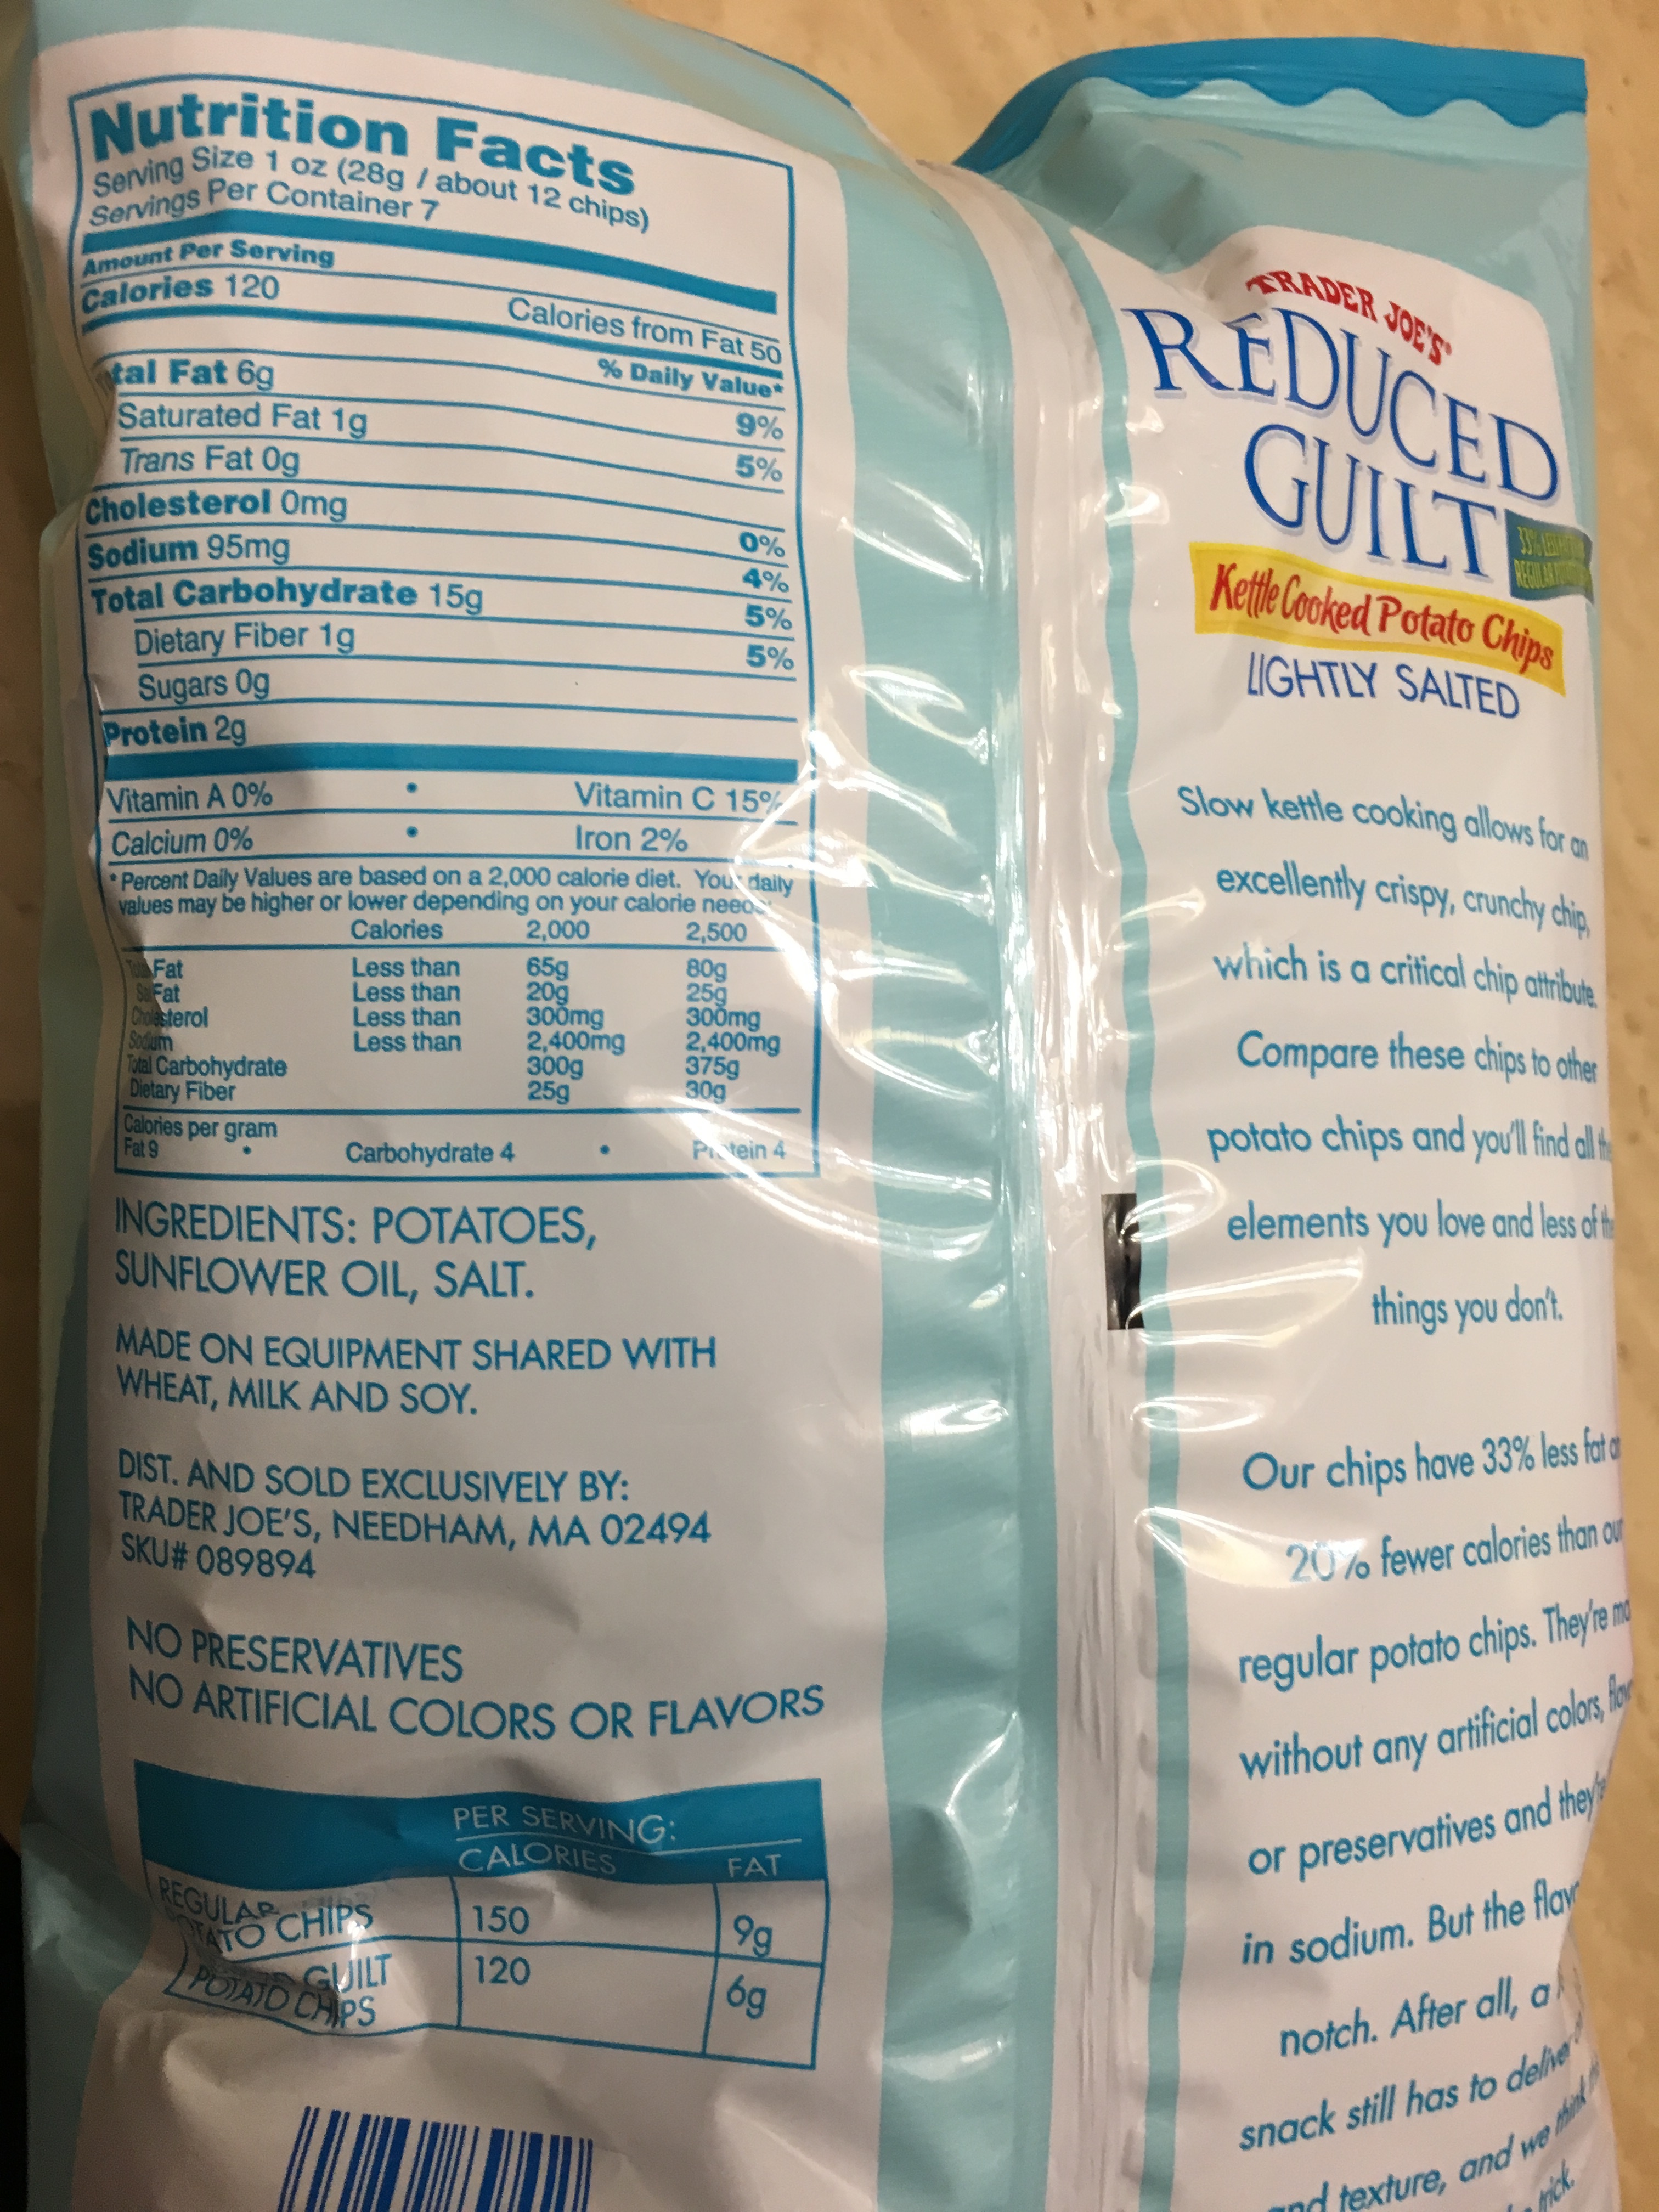 Nutrition Facts
Serving Size 1 oz (28g / about 12 chips)
Servings Per Container 7
Amount Per Serving
Calories 120 Calories from Fat 50
% Daily Value*
tal Fat 6g 9%
Saturated Fat 1g 5%
Trans Fat 0g
Cholesterol 0mg 0%
Sodium 95mg 4%
Total Carbohydrate 15g 5%
Dietary Fiber 1g 5%
Sugars 0g
Protein 2g
Vitamin A 0% • Vitamin C 15%
Calcium 0% • Iron 2%
* Percent Daily Values are based on a 2,000 calorie diet. Your daily
values may be higher or lower depending on your calorie needs.
Calories 2,000 2,500
Total Fat Less than 65g 80g
Sat Fat Less than 20g 25g
Cholesterol Less than 300mg 300mg
Sodium Less than 2,400mg 2,400mg
Total Carbohydrate 300g 375g
Dietary Fiber 25g 30g
Calories per gram
Fat 9 • Carbohydrate 4 • Protein 4
INGREDIENTS: POTATOES,
SUNFLOWER OIL, SALT.
MADE ON EQUIPMENT SHARED WITH
WHEAT, MILK AND SOY.
DIST. AND SOLD EXCLUSIVELY BY:
TRADER JOE'S, NEEDHAM, MA 02494
SKU# 089894
NO PRESERVATIVES
NO ARTIFICIAL COLORS OR FLAVORS
PER SERVING:
CALORIES FAT
REGULAR
POTATO CHIPS 150 9g
GUILT
POTATO CHIPS 120 6g
TRADER JOE'S®
REDUCED
GUILT
33% LESS
REGULAR
Kettle Cooked Potato Chips
LIGHTLY SALTED
Slow kettle cooking allows for an
excellently crispy, crunchy chip,
which is a critical chip attribute.
Compare these chips to other
potato chips and you'll find all the
elements you love and less of the
things you don't.
Our chips have 33% less fat
20% fewer calories than our
regular potato chips. They're
without any artificial colors,
or preservatives and they're
in sodium. But the
notch. After all, a
snack still has to deliver
and texture, and we think
trick.